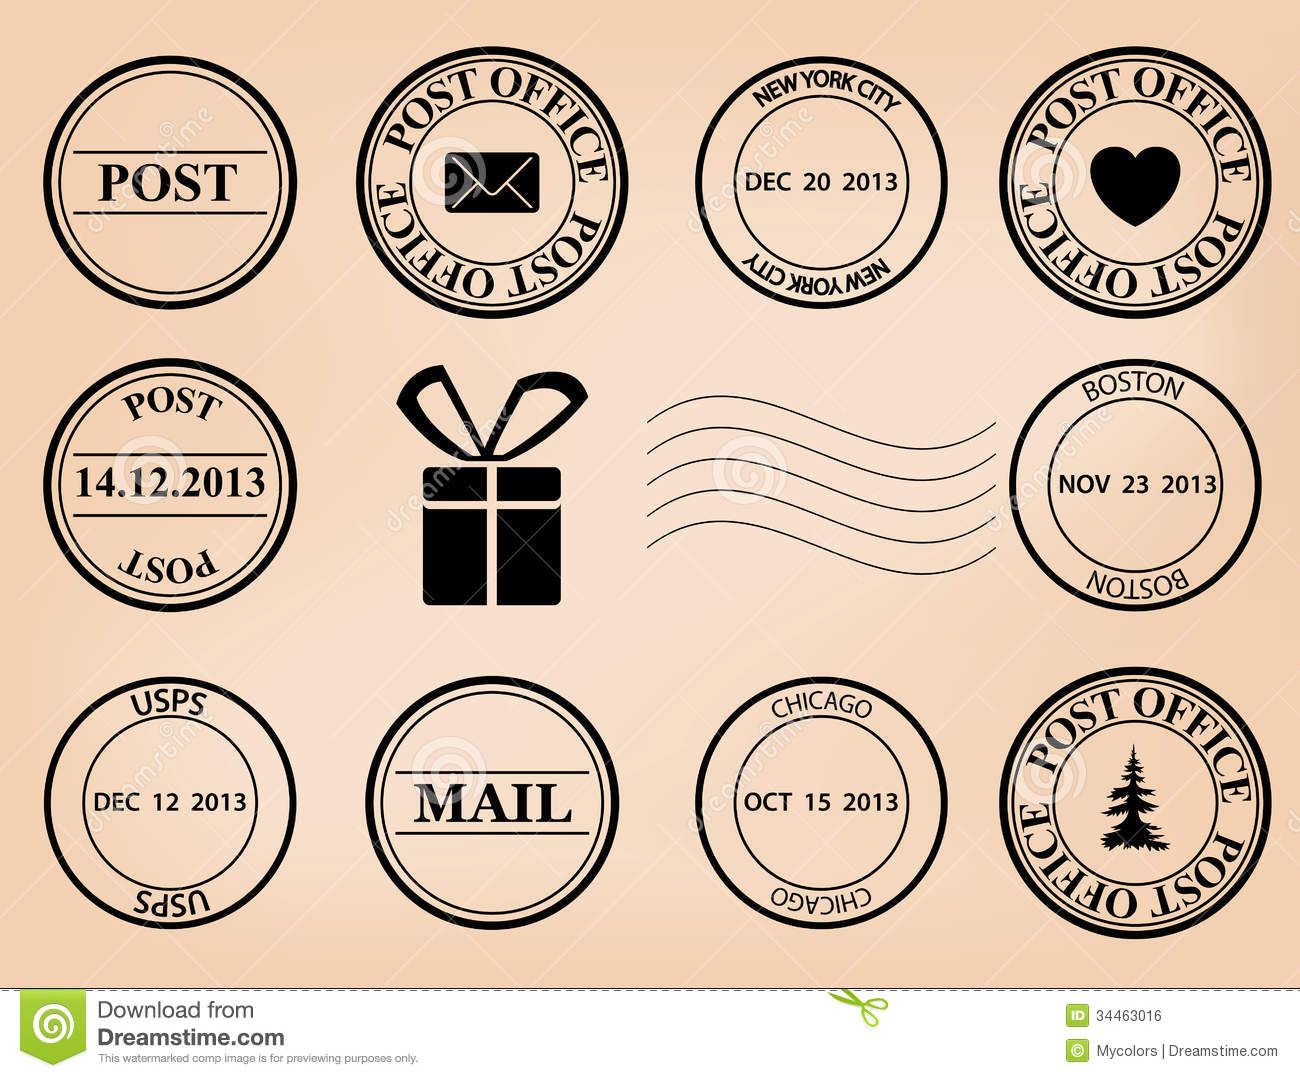 POST
POST OFFICE POST OFFICE
NEW YORK CITY
DEC 20 2013
NEW YORK CITY
POST OFFICE POST OFFICE
POST
14.12.2013
POST
BOSTON
NOV 23 2013
BOSTON
USPS
DEC 12 2013
USPS
MAIL
CHICAGO
OCT 15 2013
CHICAGO
POST OFFICE POST OFFICE
dreamstime
Download from
Dreamstime.com
This watermarked comp image is for previewing purposes only.
ID 34463016
© Mycolors | Dreamstime.com